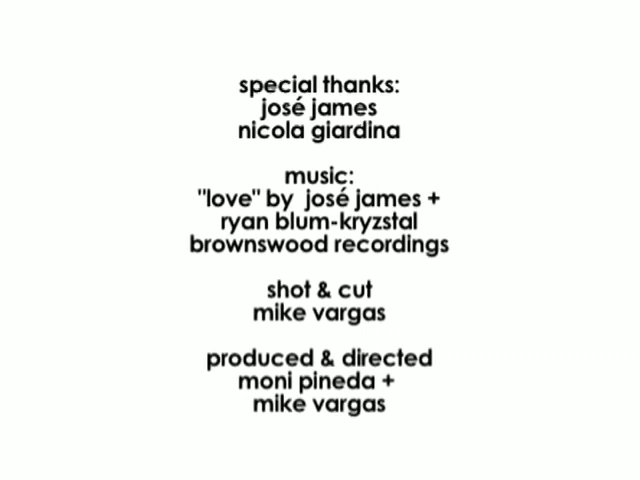 special thanks:
josé james
nicola giardina
music:
"love" by josé james +
ryan blum-kryzstal
brownswood recordings
shot & cut
mike vargas
produced & directed
moni pineda +
mike vargas